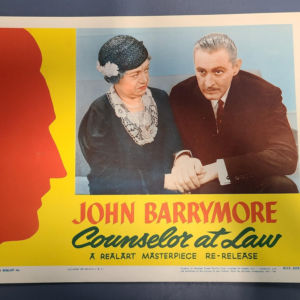 JOHN BARRYMORE
Counselor at Law
A REALART MASTERPIECE RE-RELEASE